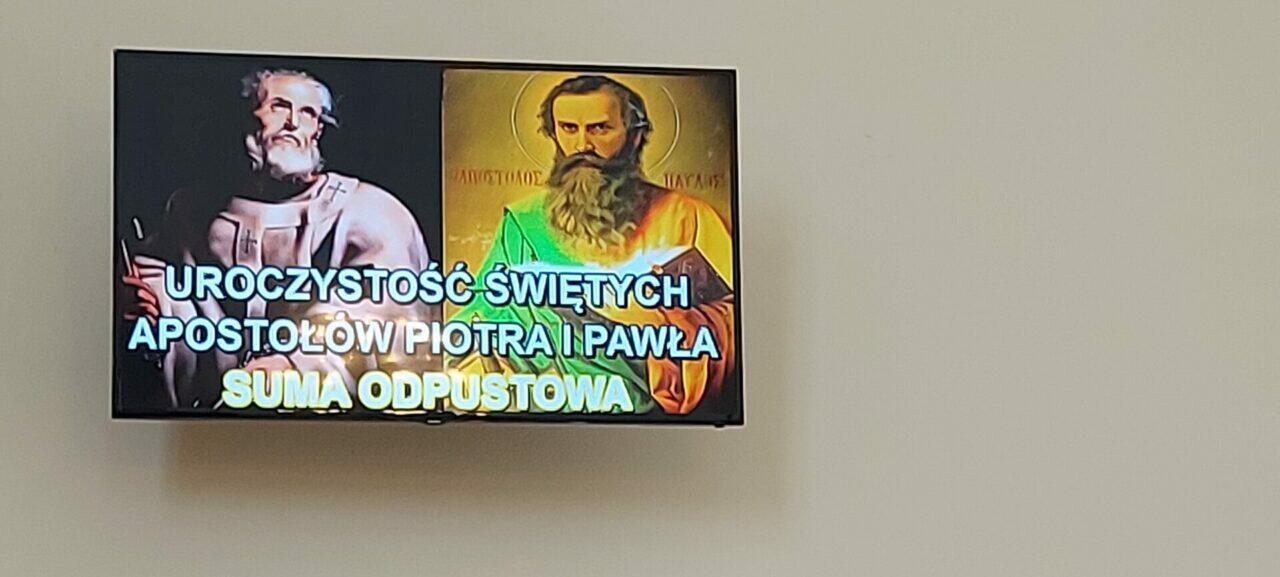 ΑΠΟΣΤΟΛΟΣ ΠΑΥΛΟΣ
UROCZYSTOŚĆ ŚWIĘTYCH
APOSTOŁÓW PIOTRA I PAWŁA
SUMA ODPUSTOWA